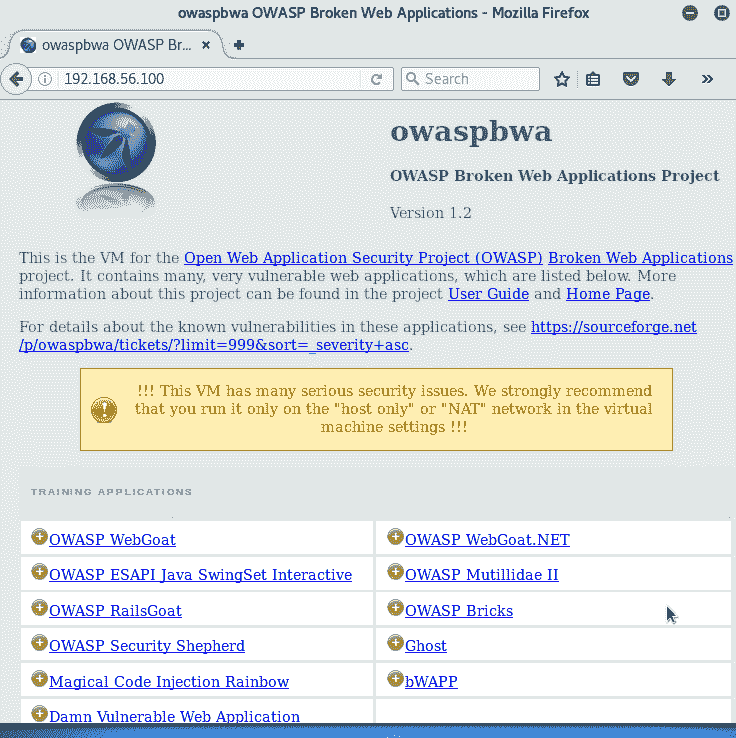 owaspbwa OWASP Broken Web Applications - Mozilla Firefox
owaspbwa OWASP Br...
192.168.56.100
Search
owaspbwa
OWASP Broken Web Applications Project
Version 1.2
This is the VM for the Open Web Application Security Project (OWASP) Broken Web Applications
project. It contains many, very vulnerable web applications, which are listed below. More
information about this project can be found in the project User Guide and Home Page.
For details about the known vulnerabilities in these applications, see https://sourceforge.net
/p/owaspbwa/tickets/?limit=999&sort=_severity+asc.
!!! This VM has many serious security issues. We strongly recommend
that you run it only on the "host only" or "NAT" network in the virtual
machine settings !!!
TRAINING APPLICATIONS
OWASP WebGoat
OWASP WebGoat.NET
OWASP ESAPI Java SwingSet Interactive
OWASP Mutillidae II
OWASP RailsGoat
OWASP Bricks
OWASP Security Shepherd
Ghost
Magical Code Injection Rainbow
bWAPP
Damn Vulnerable Web Application